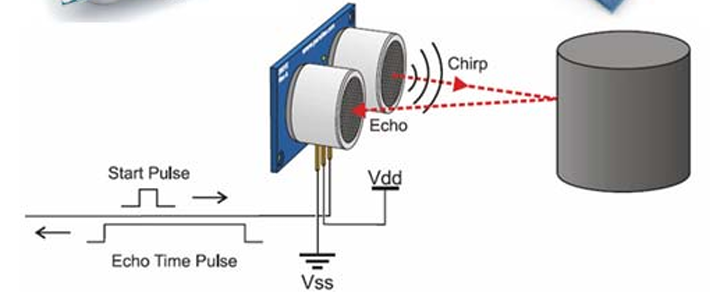 Chirp
Echo
Start Pulse
Vdd
Echo Time Pulse
Vss